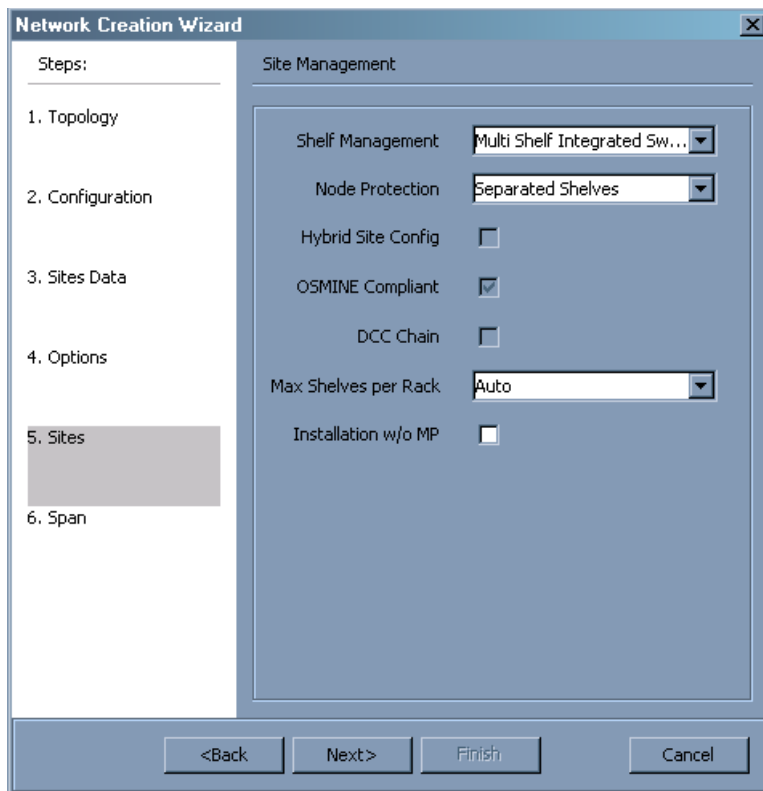 Network Creation Wizard
Steps:
1. Topology
2. Configuration
3. Sites Data
4. Options
5. Sites
6. Span
Site Management
Shelf Management Multi Shelf Integrated Sw...
Node Protection Separated Shelves
Hybrid Site Config
OSMINE Compliant
DCC Chain
Max Shelves per Rack Auto
Installation w/o MP
<Back Next> Finish Cancel